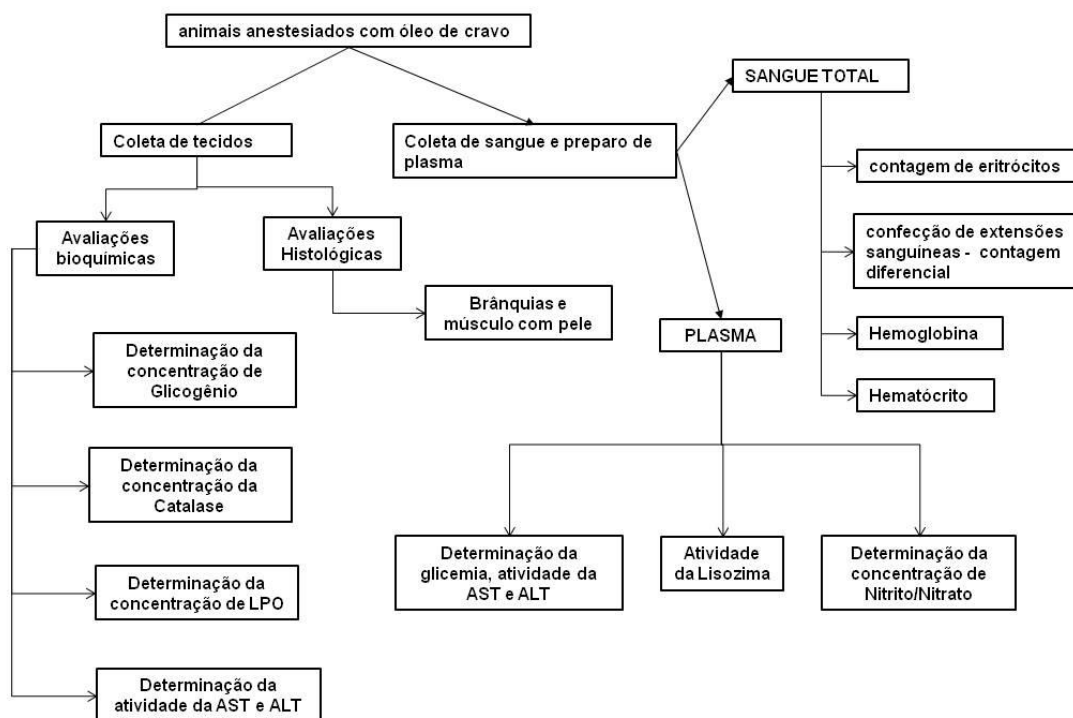 animais anestesiados com óleo de cravo
SANGUE TOTAL
Coleta de tecidos
Coleta de sangue e preparo de
plasma
contagem de eritrócitos
Avaliações
bioquímicas
Avaliações
Histológicas
confecção de extensões
sanguíneas - contagem
diferencial
Brânquias e
músculo com pele
PLASMA
Hemoglobina
Determinação da
concentração de
Glicogênio
Hematócrito
Determinação da
concentração da
Catalase
Determinação da
glicemia, atividade da
AST e ALT
Atividade
da Lisozima
Determinação da
concentração de
Nitrito/Nitrato
Determinação da
concentração de LPO
Determinação da
atividade da AST e ALT